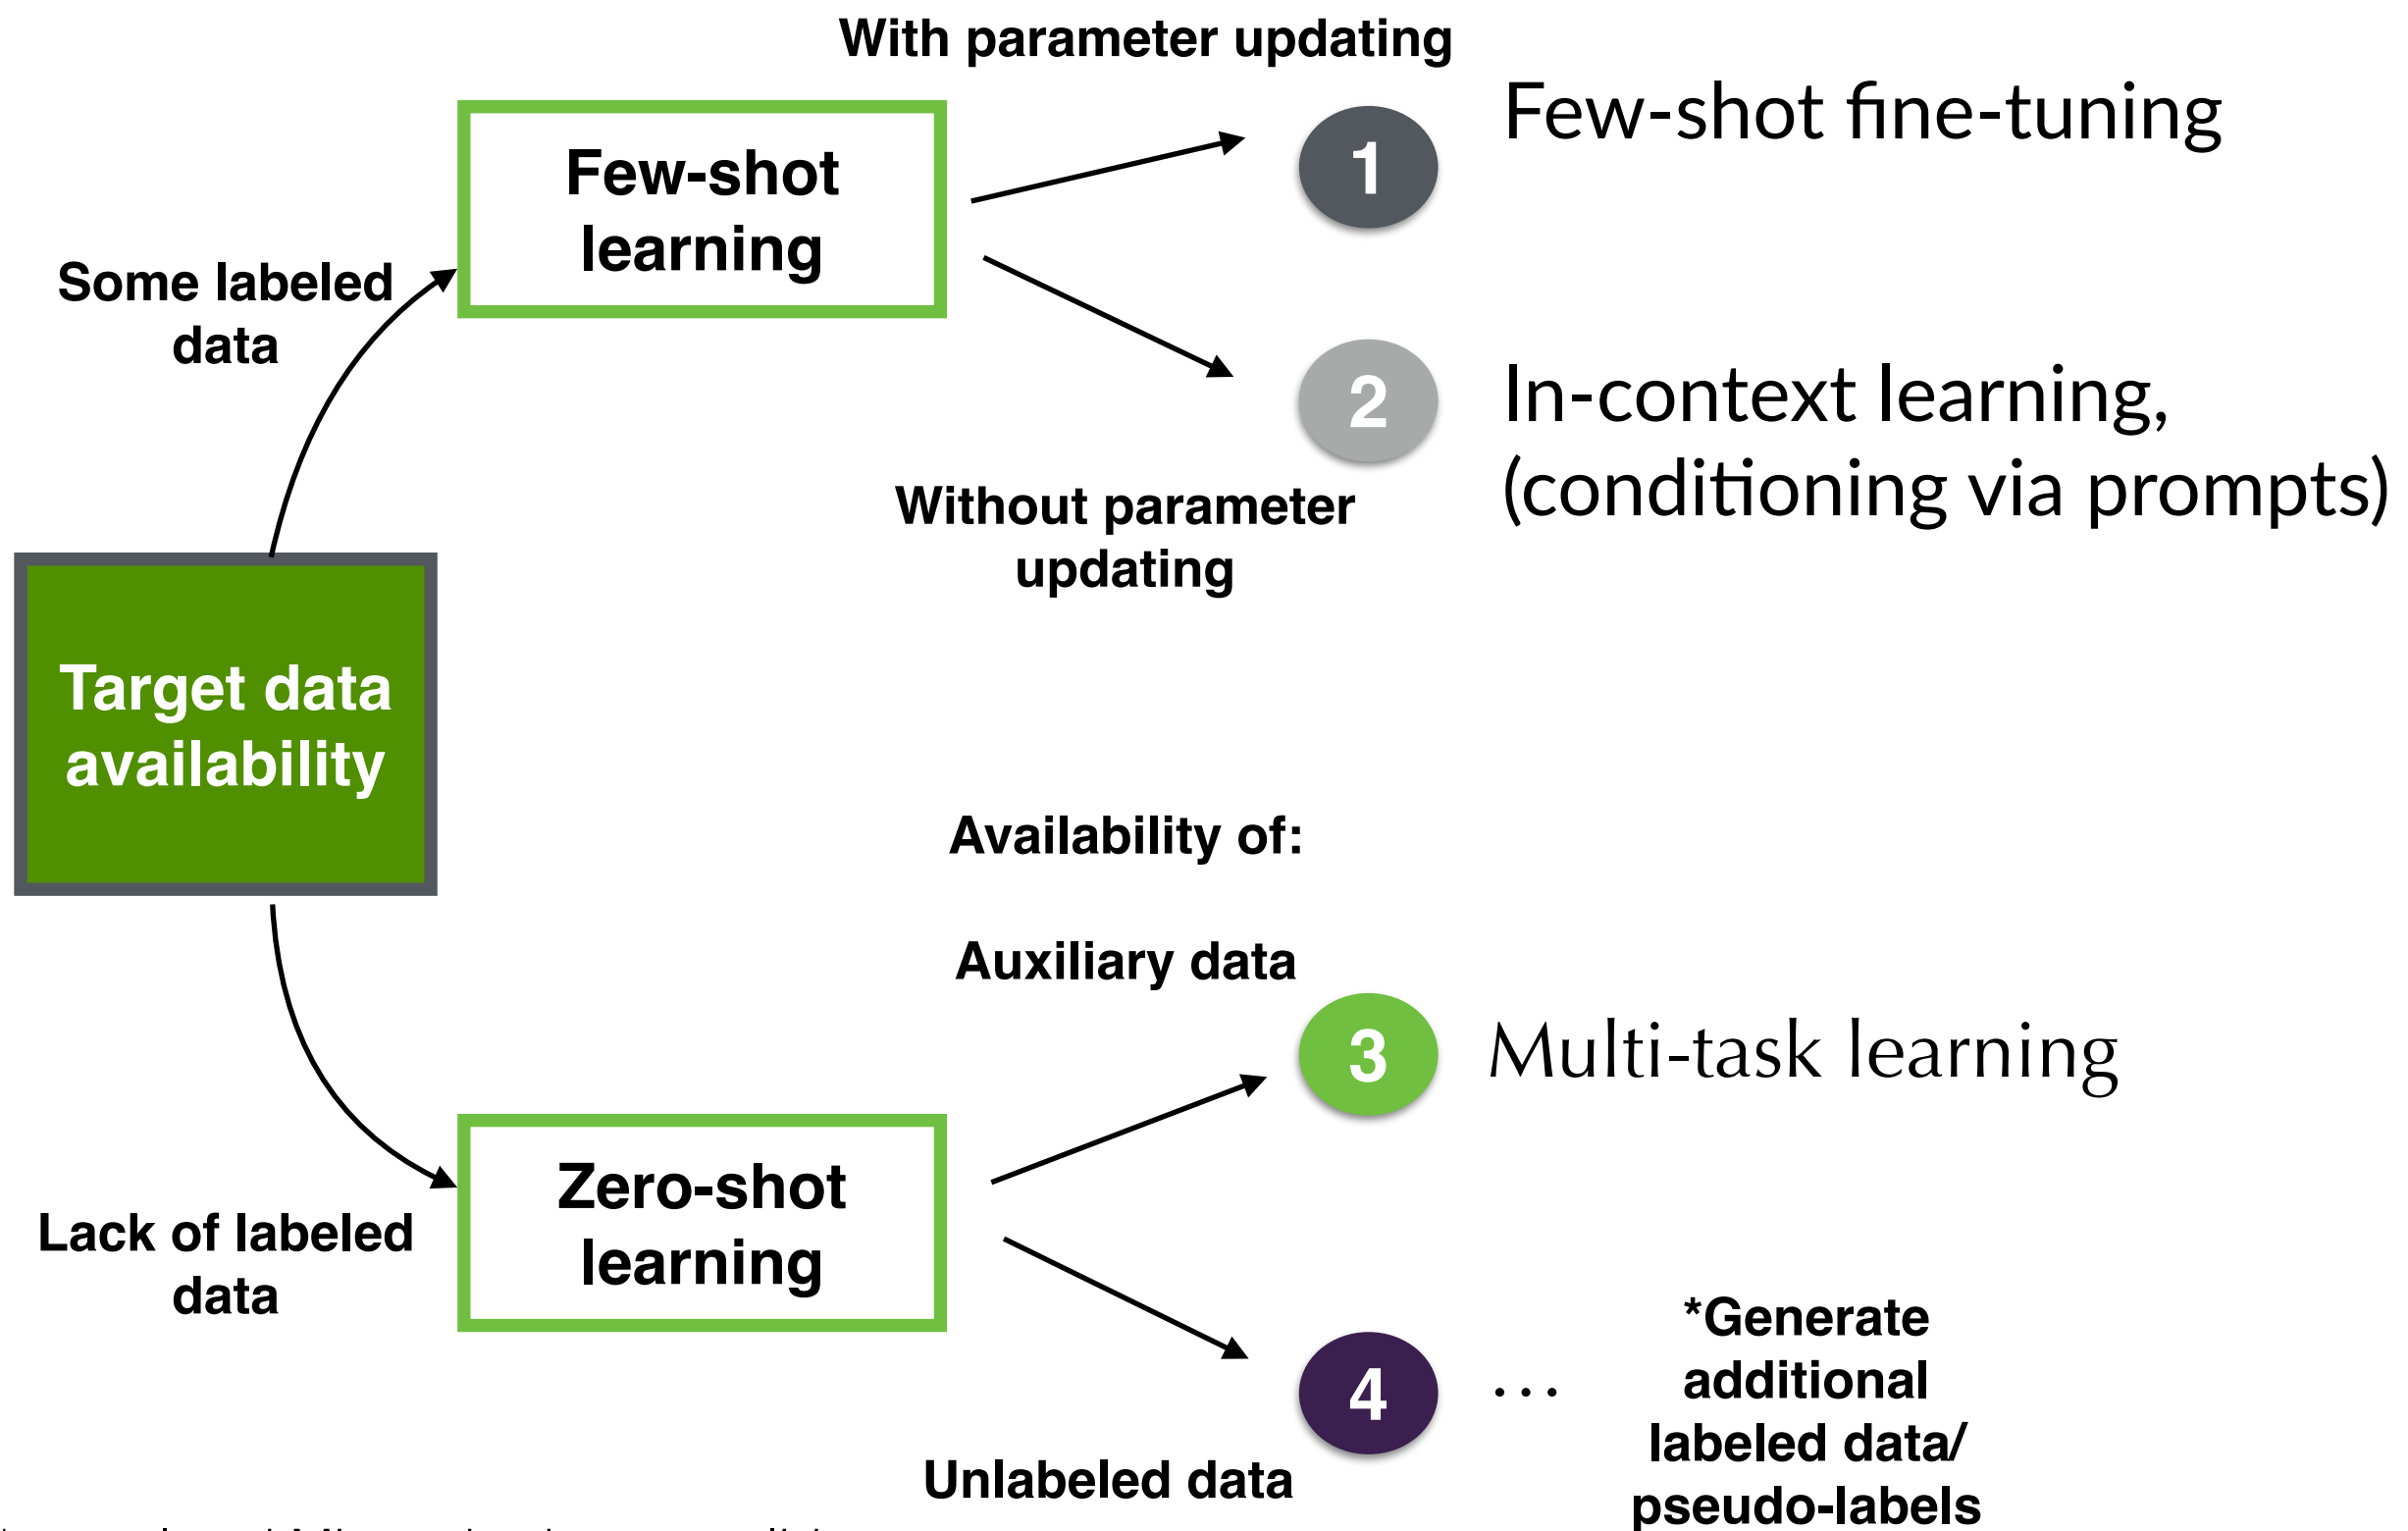 With parameter updating
Few-shot fine-tuning
1
Few-shot
learning
Some labeled
data
2
In-context learning,
(conditioning via prompts)
Without parameter
updating
Target data
availability
Availability of:
Auxiliary data
3
Multi-task learning
Zero-shot
learning
Lack of labeled
data
4
...
*Generate
additional
labeled data/
pseudo-labels
Unlabeled data